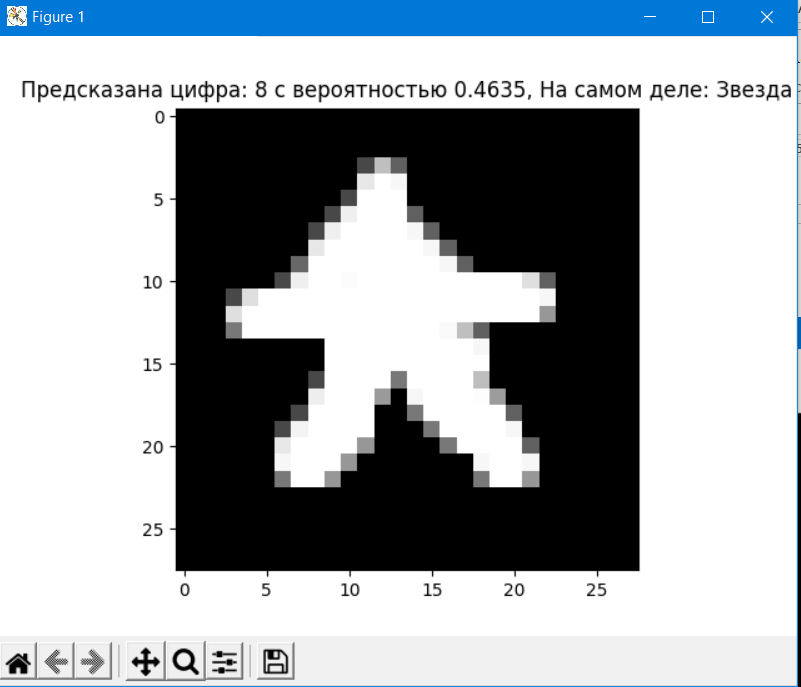 Figure 1
Предсказана цифра: 8 с вероятностью 0.4635, На самом деле: Звезда
0
5
10
15
20
25
0 5 10 15 20 25